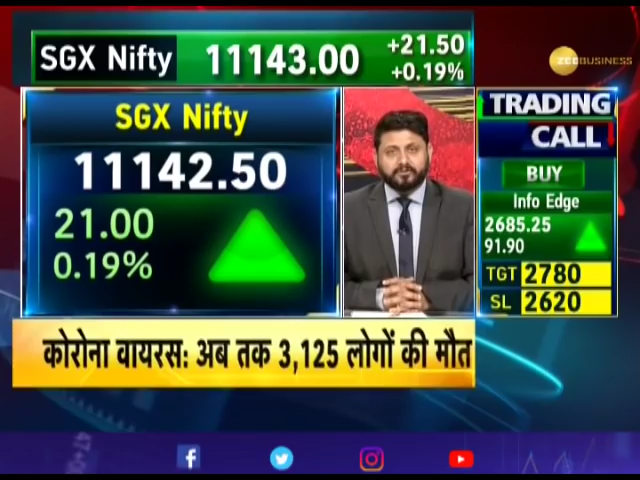 SGX Nifty 11143.00 +21.50
+0.19%
ZEEBUSINESS
SGX Nifty
11142.50
21.00
0.19%
TRADING
CALL
BUY
Info Edge
2685.25
91.90
TGT 2780
SL 2620
कोरोना वायरस: अब तक 3,125 लोगों की मौत